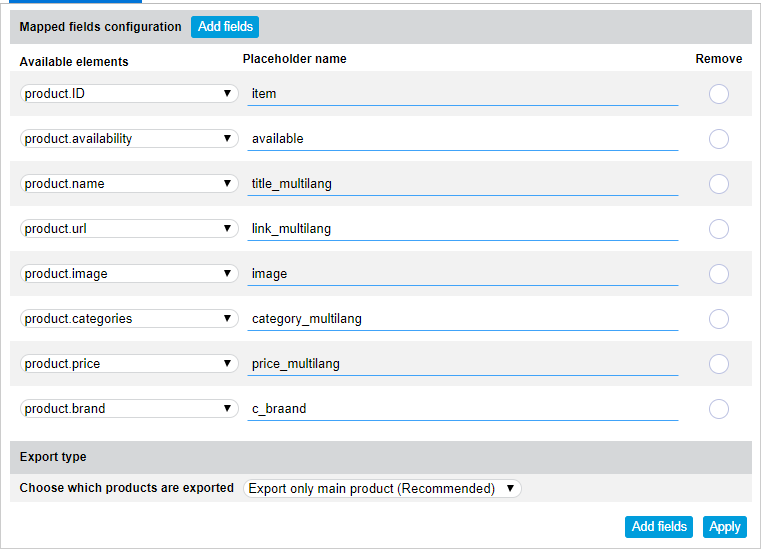 Mapped fields configuration Add fields
Available elements Placeholder name Remove
product.ID item
product.availability available
product.name title_multilang
product.url link_multilang
product.image image
product.categories category_multilang
product.price price_multilang
product.brand c_braand
Export type
Choose which products are exported Export only main product (Recommended)
Add fields Apply